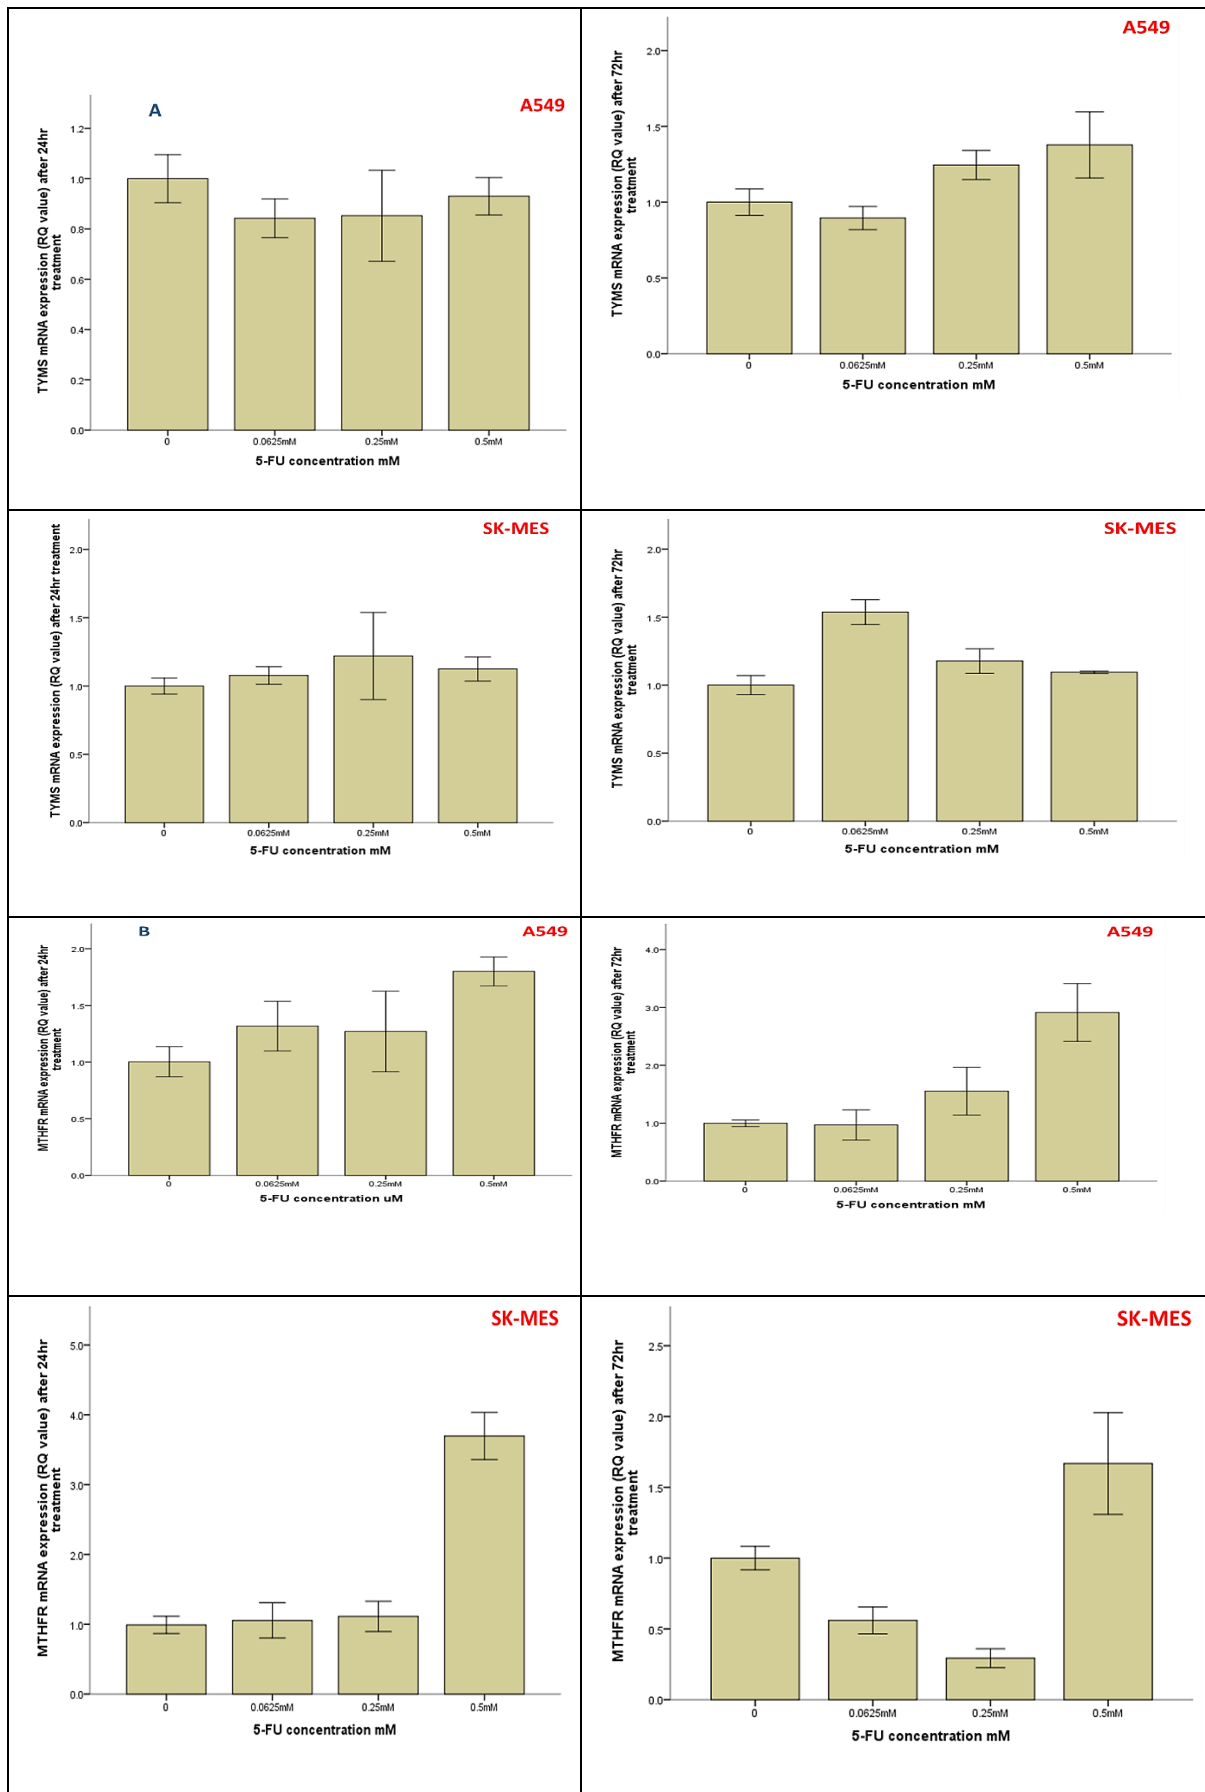 A
A549
TYMS mRNA expression (RQ value) after 24hr
treatment
1.2
1.0
0.8
0.6
0.4
0.2
0.0
0 0.0625mM 0.25mM 0.5mM
5-FU concentration mM
A549
TYMS mRNA expression (RQ value) after 72hr
treatment
2.0
1.5
1.0
0.5
0.0
0 0.0625mM 0.25mM 0.5mM
5-FU concentration mM
SK-MES
TYMS mRNA expression (RQ value) after 24hr treatment
2.0
1.5
1.0
0.5
0.0
0 0.0625mM 0.25mM 0.5mM
5-FU concentration mM
SK-MES
TYMS mRNA expression (RQ value) after 72hr
treatment
2.0
1.5
1.0
0.5
0.0
0 0.0625mM 0.25mM 0.5mM
5-FU concentration mM
B
A549
MTHFR mRNA expression (RQ value) after 24hr
treatment
2.0
1.5
1.0
0.5
0.0
0 0.0625mM 0.25mM 0.5mM
5-FU concentration uM
A549
MTHFR mRNA expression (RQ value) after 72hr
treatment
4.0
3.0
2.0
1.0
0.0
0 0.0625mM 0.25mM 0.5mM
5-FU concentration mM
SK-MES
MTHFR mRNA expression (RQ value) after 24hr
treatment
5.0
4.0
3.0
2.0
1.0
0.0
0 0.0625mM 0.25mM 0.5mM
5-FU concentration mM
SK-MES
MTHFR mRNA expression (RQ value) after 72hr
treatment
2.5
2.0
1.5
1.0
0.5
0.0
0 0.0625mM 0.25mM 0.5mM
5-FU concentration mM